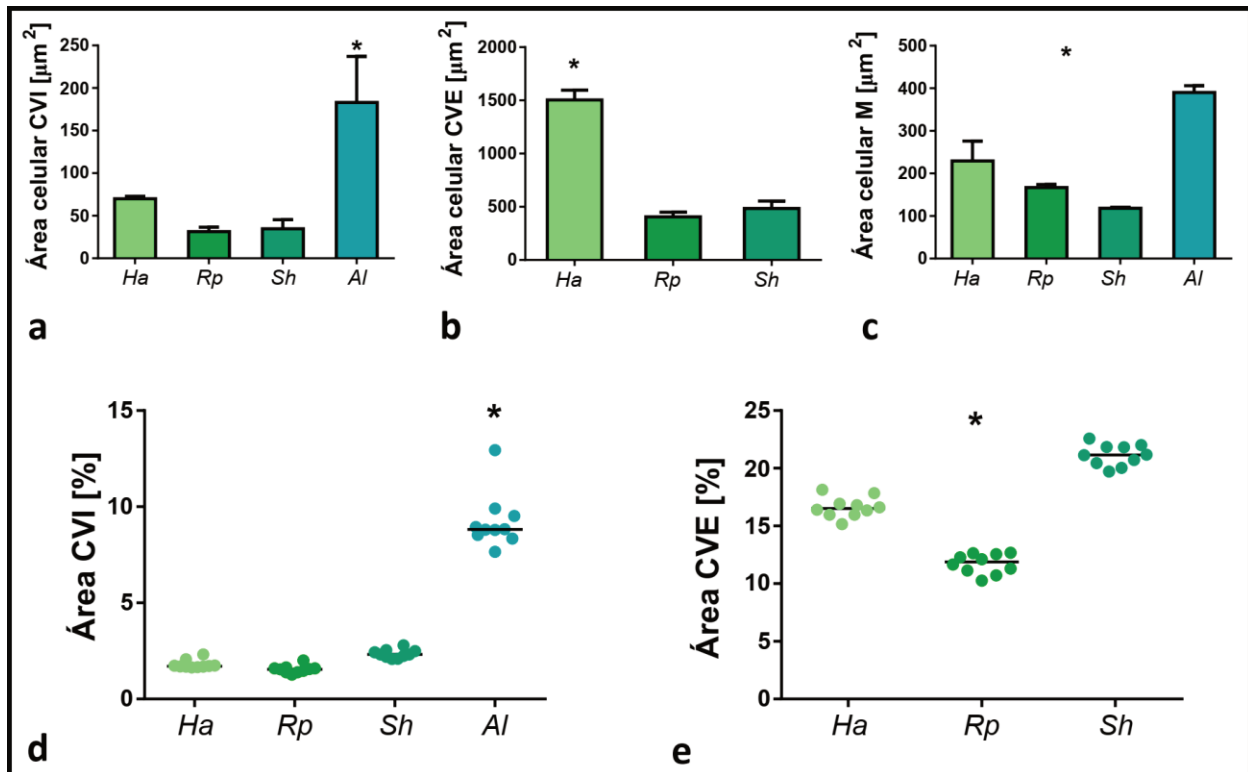 Área celular CVI [μm²]
250
200
150
100
50
0
*
Ha Rp Sh Al
a
Área celular CVE [μm²]
2000
1500
1000
500
0
*
Ha Rp Sh
b
Área celular M [μm²]
500
400
300
200
100
0
*
Ha Rp Sh Al
c
Área CVI [%]
15
10
5
0
*
Ha Rp Sh Al
d
Área CVE [%]
25
20
15
10
5
0
*
Ha Rp Sh
e